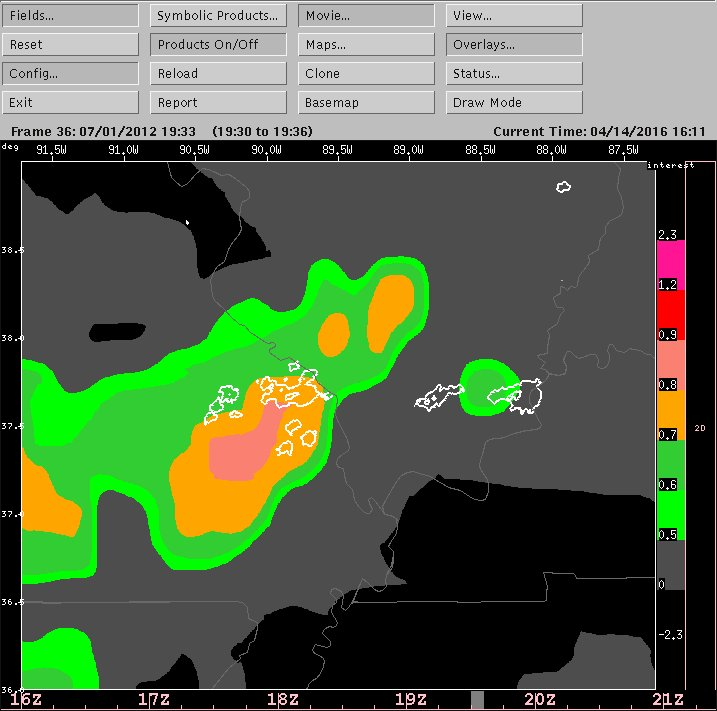 Fields... Symbolic Products... Movie... View...
Reset Products On/Off Maps... Overlays...
Config... Reload Clone Status...
Exit Report Basemap Draw Mode
Frame 36: 07/01/2012 19:33 (19:30 to 19:36) Current Time: 04/14/2016 16:11
deg 91.5W 91.0W 90.5W 90.0W 89.5W 89.0W 88.5W 88.0W 87.5W
interest
2.3
38.5
1.2
38.0 0.9
0.8
37.5 0.7
2D
0.6
37.0 0.5
0
36.5
-2.3
36.0
16Z 17Z 18Z 19Z 20Z 21Z